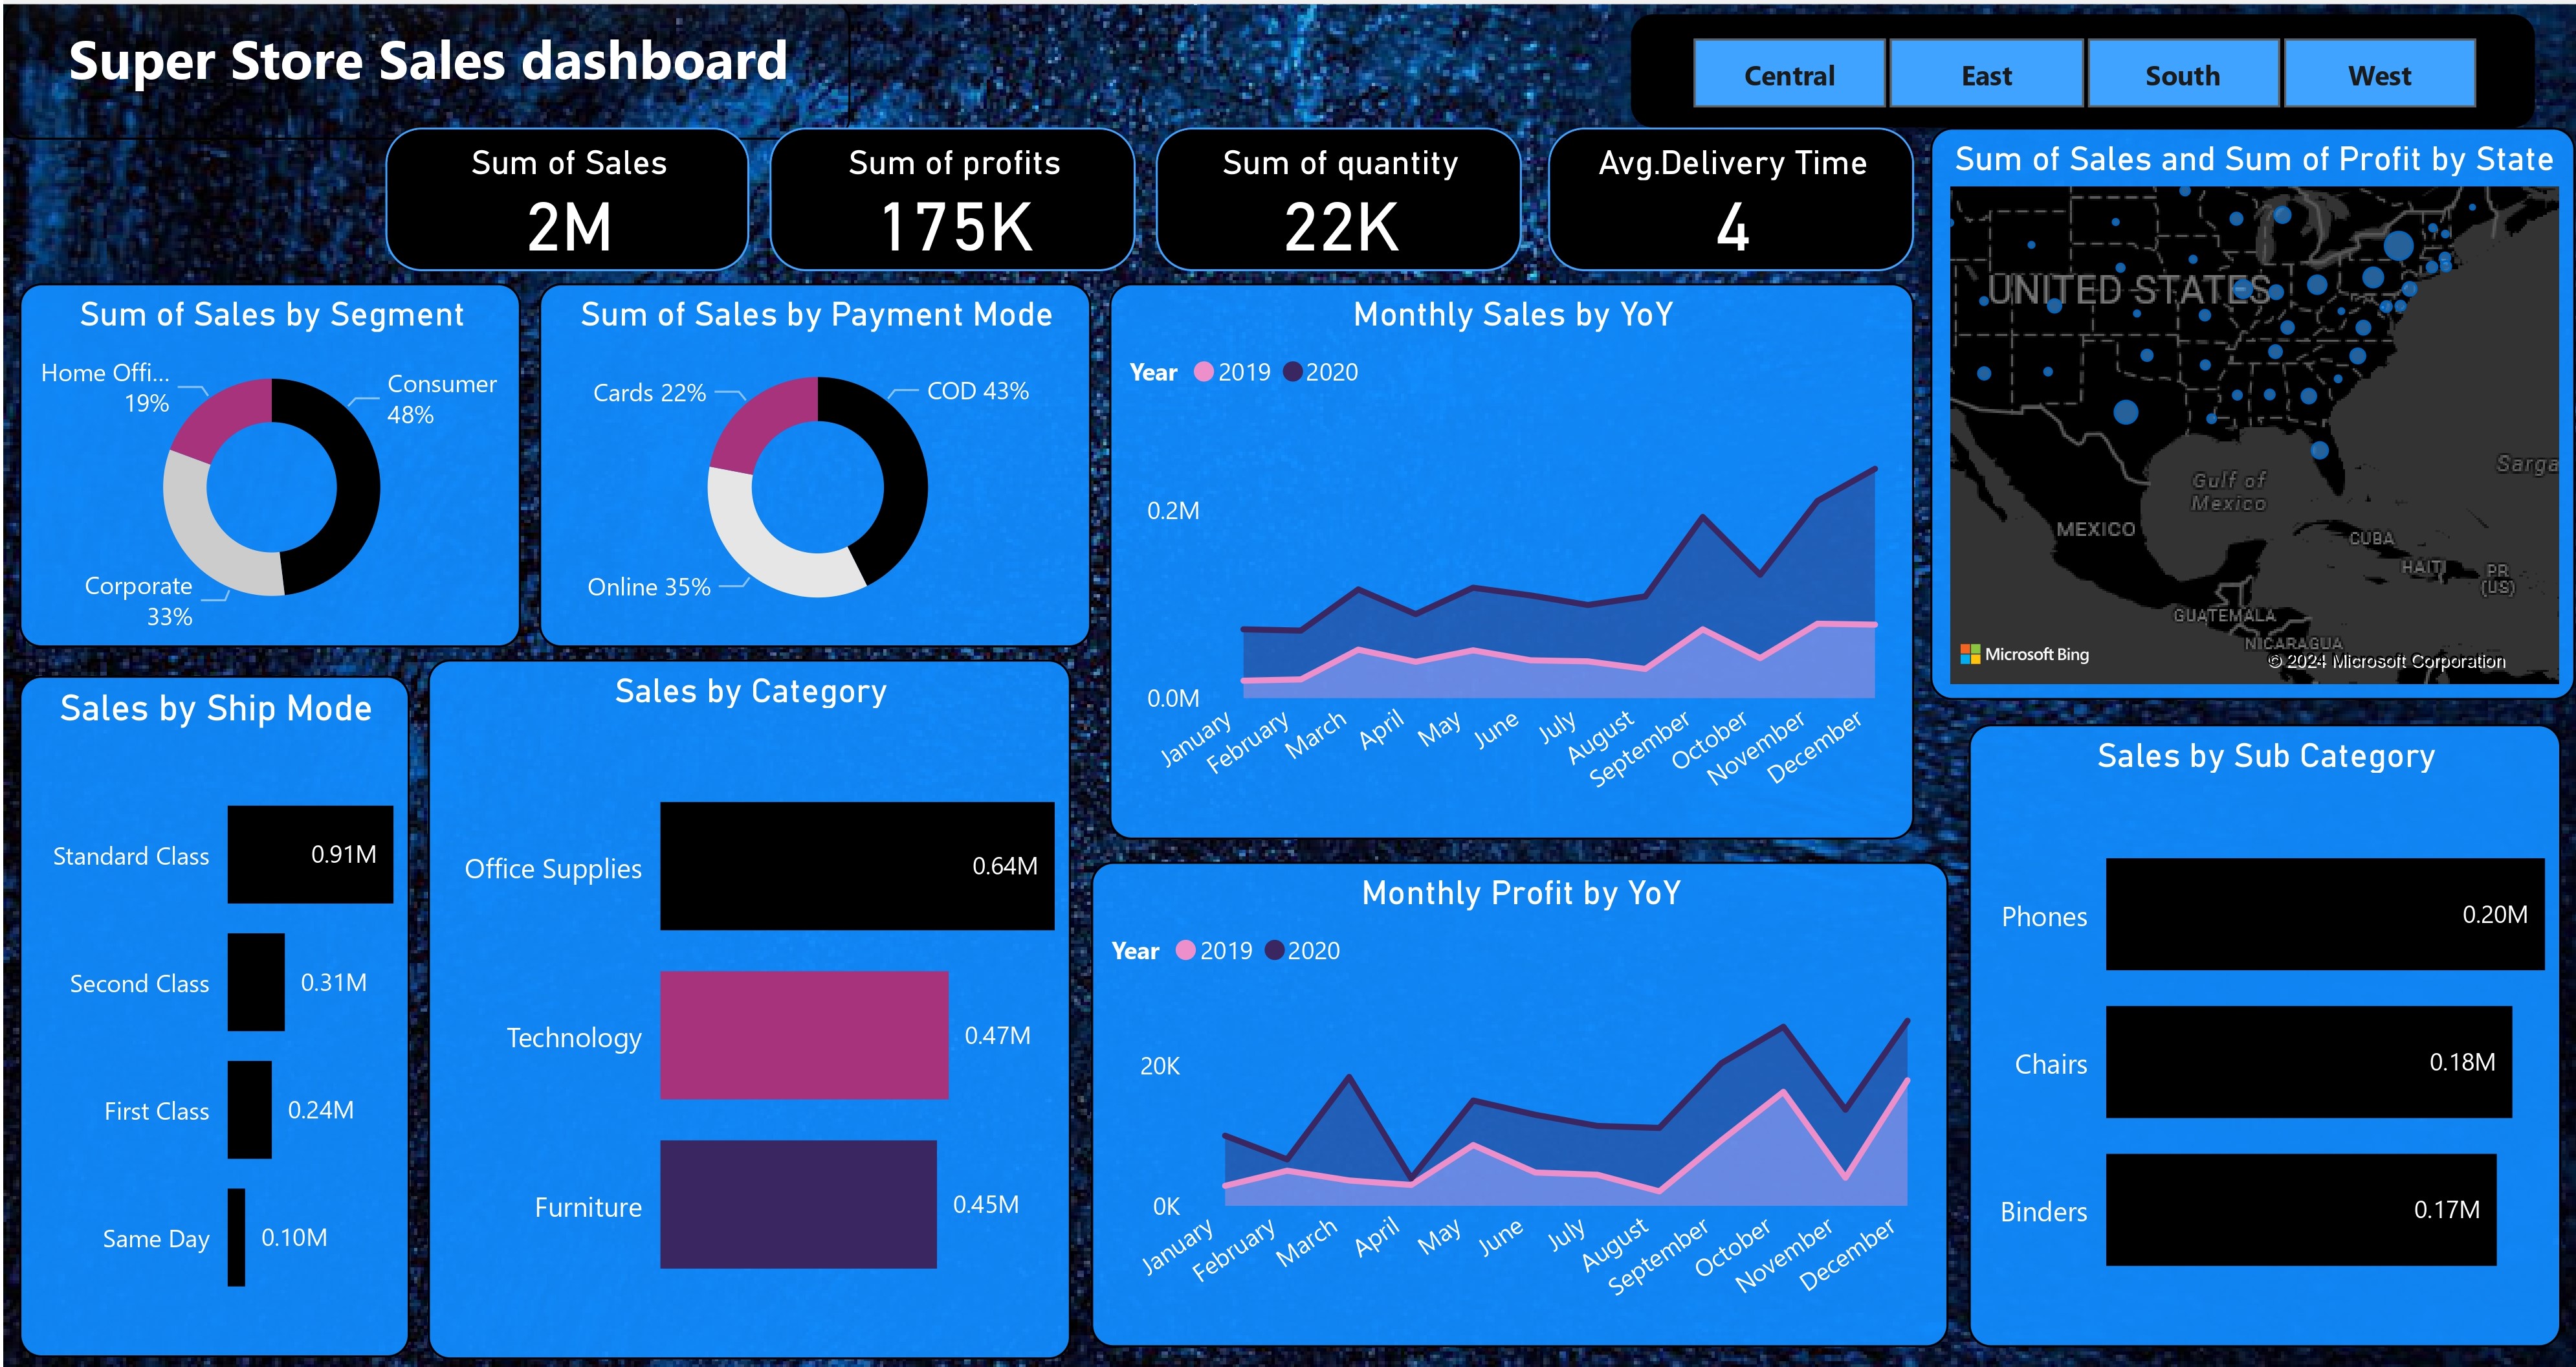 Super Store Sales dashboard
Central
East
South
West
Sum of Sales
2M
Sum of profits
175K
Sum of quantity
22K
Avg.Delivery Time
4
Sum of Sales and Sum of Profit by State
UNITED STATES
Gulf of
Mexico
Sarga
MEXICO
CUBA
HAITI
PR
(US)
GUATEMALA
NICARAGUA
Microsoft Bing
© 2024 Microsoft Corporation
Sum of Sales by Segment
Home Offi...
19%
Consumer
48%
Corporate
33%
Sum of Sales by Payment Mode
Cards 22%
COD 43%
Online 35%
Monthly Sales by YoY
Year 2019 2020
0.2M
0.0M
January
February
March
April
May
June
July
August
September
October
November
December
Sales by Ship Mode
Standard Class 0.91M
Second Class 0.31M
First Class 0.24M
Same Day 0.10M
Sales by Category
Office Supplies 0.64M
Technology 0.47M
Furniture 0.45M
Monthly Profit by YoY
Year 2019 2020
20K
0K
January
February
March
April
May
June
July
August
September
October
November
December
Sales by Sub Category
Phones 0.20M
Chairs 0.18M
Binders 0.17M